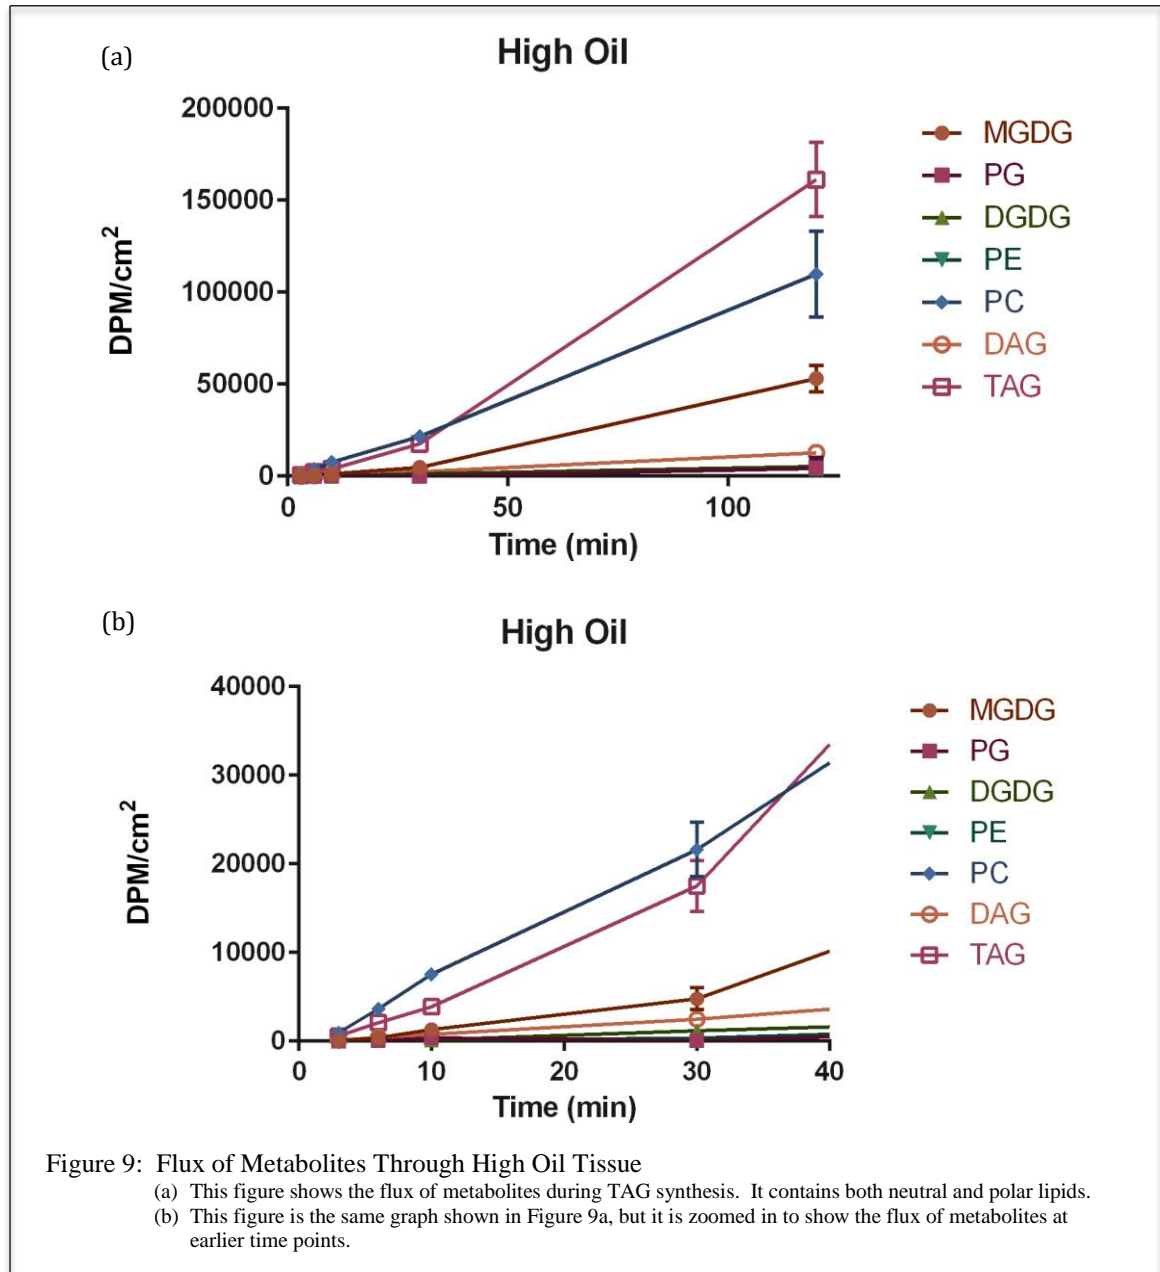 (a)
High Oil
200000
150000
100000
50000
0
DPM/cm²
0
50
100
Time (min)
MGDG
PG
DGDG
PE
PC
DAG
TAG
(b)
High Oil
40000
30000
20000
10000
0
DPM/cm²
0
10
20
30
40
Time (min)
MGDG
PG
DGDG
PE
PC
DAG
TAG
Figure 9: Flux of Metabolites Through High Oil Tissue
(a) This figure shows the flux of metabolites during TAG synthesis. It contains both neutral and polar lipids.
(b) This figure is the same graph shown in Figure 9a, but it is zoomed in to show the flux of metabolites at
earlier time points.